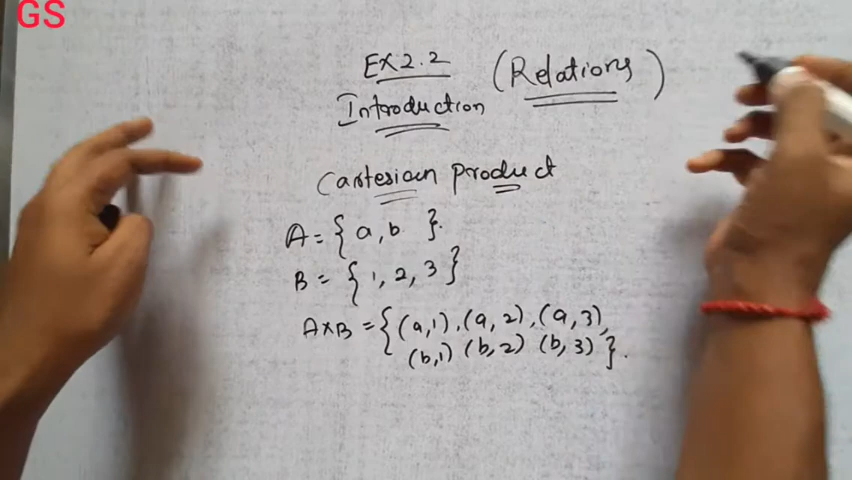 GS
EX 2.2 (Relations)
Introduction
Cartesian product
A = { a, b }.
B = { 1, 2, 3 }
A×B = { (a,1), (a, 2), (a, 3),
(b,1) (b, 2) (b, 3) }.